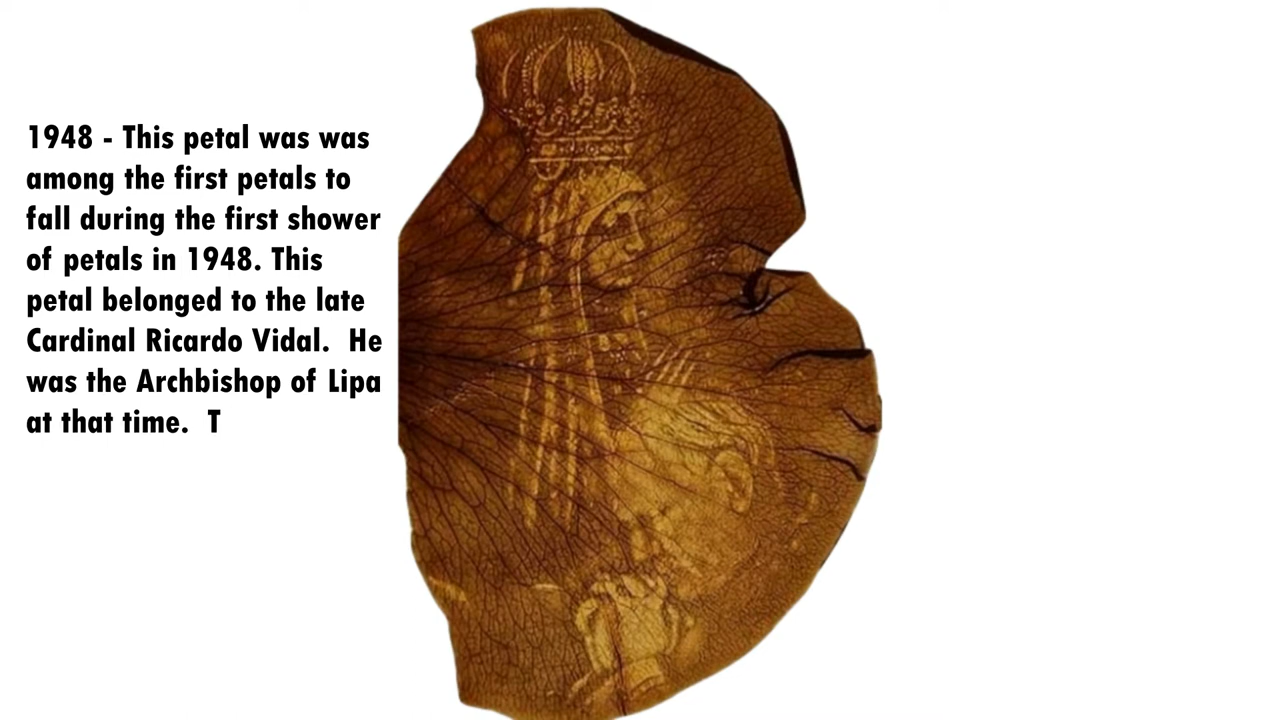 1948 - This petal was was
among the first petals to
fall during the first shower
of petals in 1948. This
petal belonged to the late
Cardinal Ricardo Vidal.  He
was the Archbishop of Lipa
at that time.  T